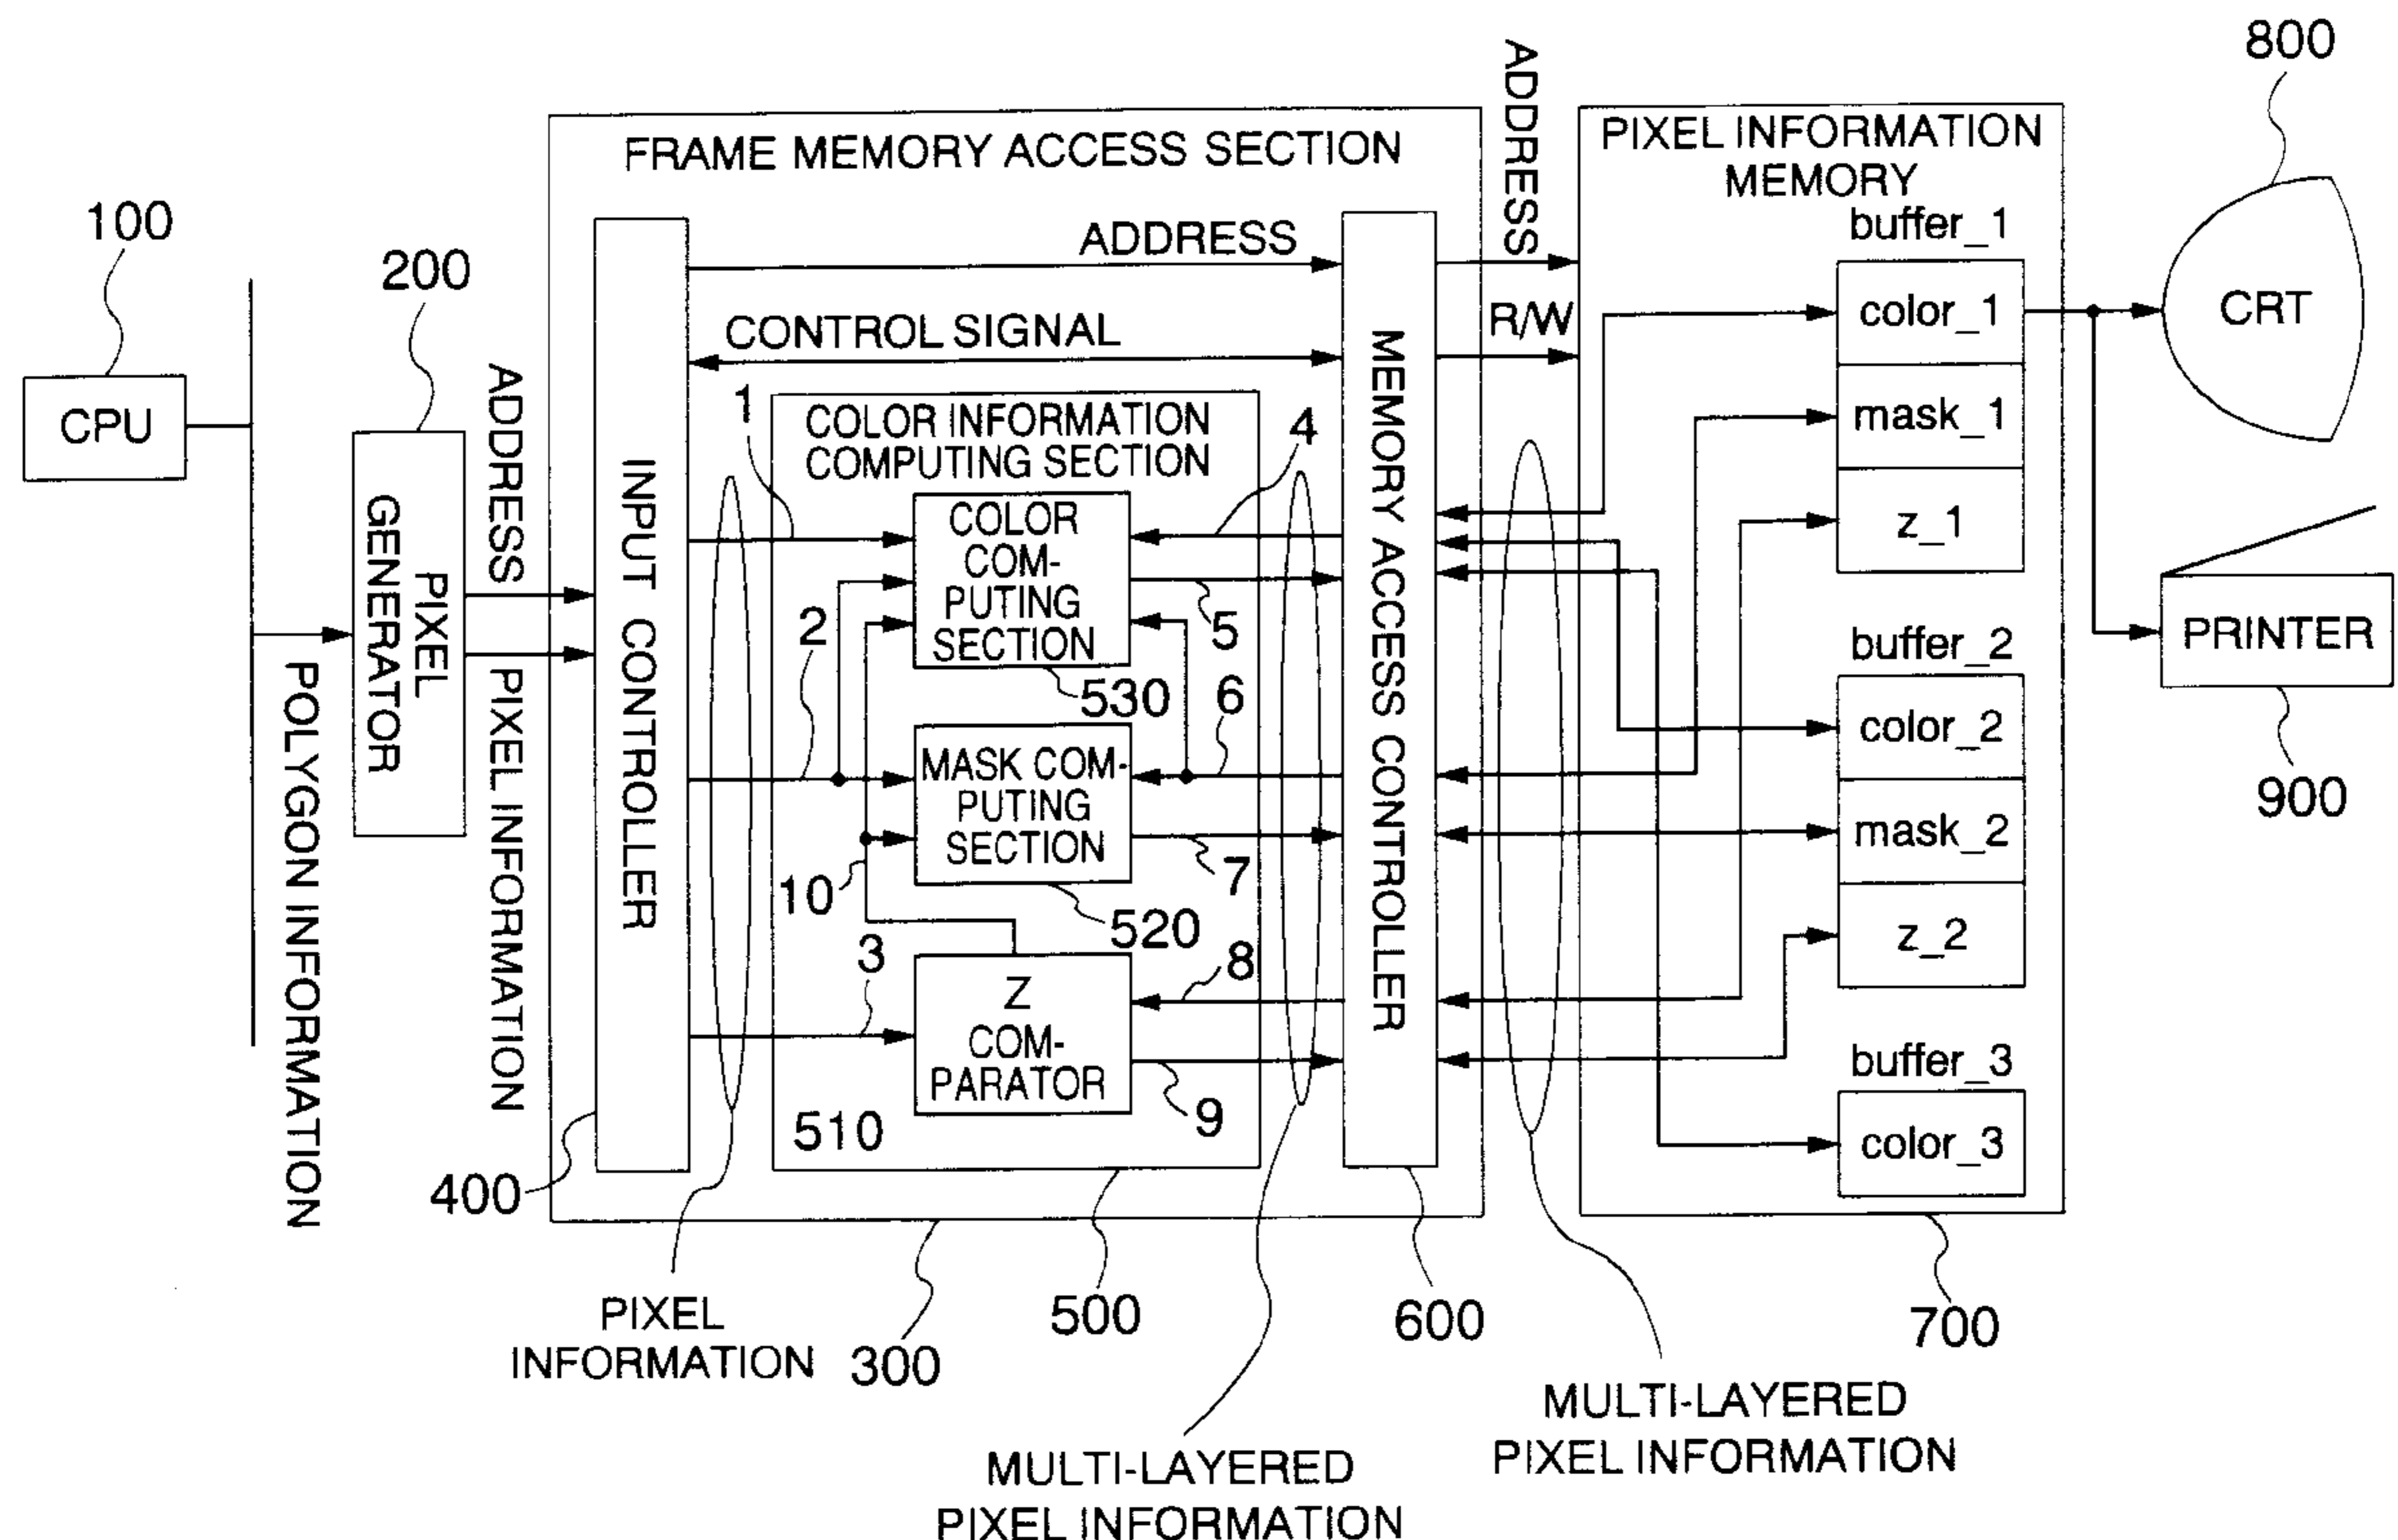 100
CPU
POLYGON INFORMATION
200
PIXEL
GENERATOR
ADDRESS
PIXEL INFORMATION
FRAME MEMORY ACCESS SECTION
INPUT CONTROLLER
400
ADDRESS
CONTROL SIGNAL
COLOR INFORMATION
COMPUTING SECTION
1
2
3
4
5
6
7
8
9
10
COLOR
COM-
PUTING
SECTION
530
MASK COM-
PUTING
SECTION
520
Z
COM-
PARATOR
510
500
300
PIXEL
INFORMATION
MULTI-LAYERED
PIXEL INFORMATION
MEMORY ACCESS CONTROLLER
600
ADDRESS
R/W
MULTI-LAYERED
PIXEL INFORMATION
PIXEL INFORMATION
MEMORY
buffer_1
color_1
mask_1
z_1
buffer_2
color_2
mask_2
z_2
buffer_3
color_3
700
800
CRT
PRINTER
900